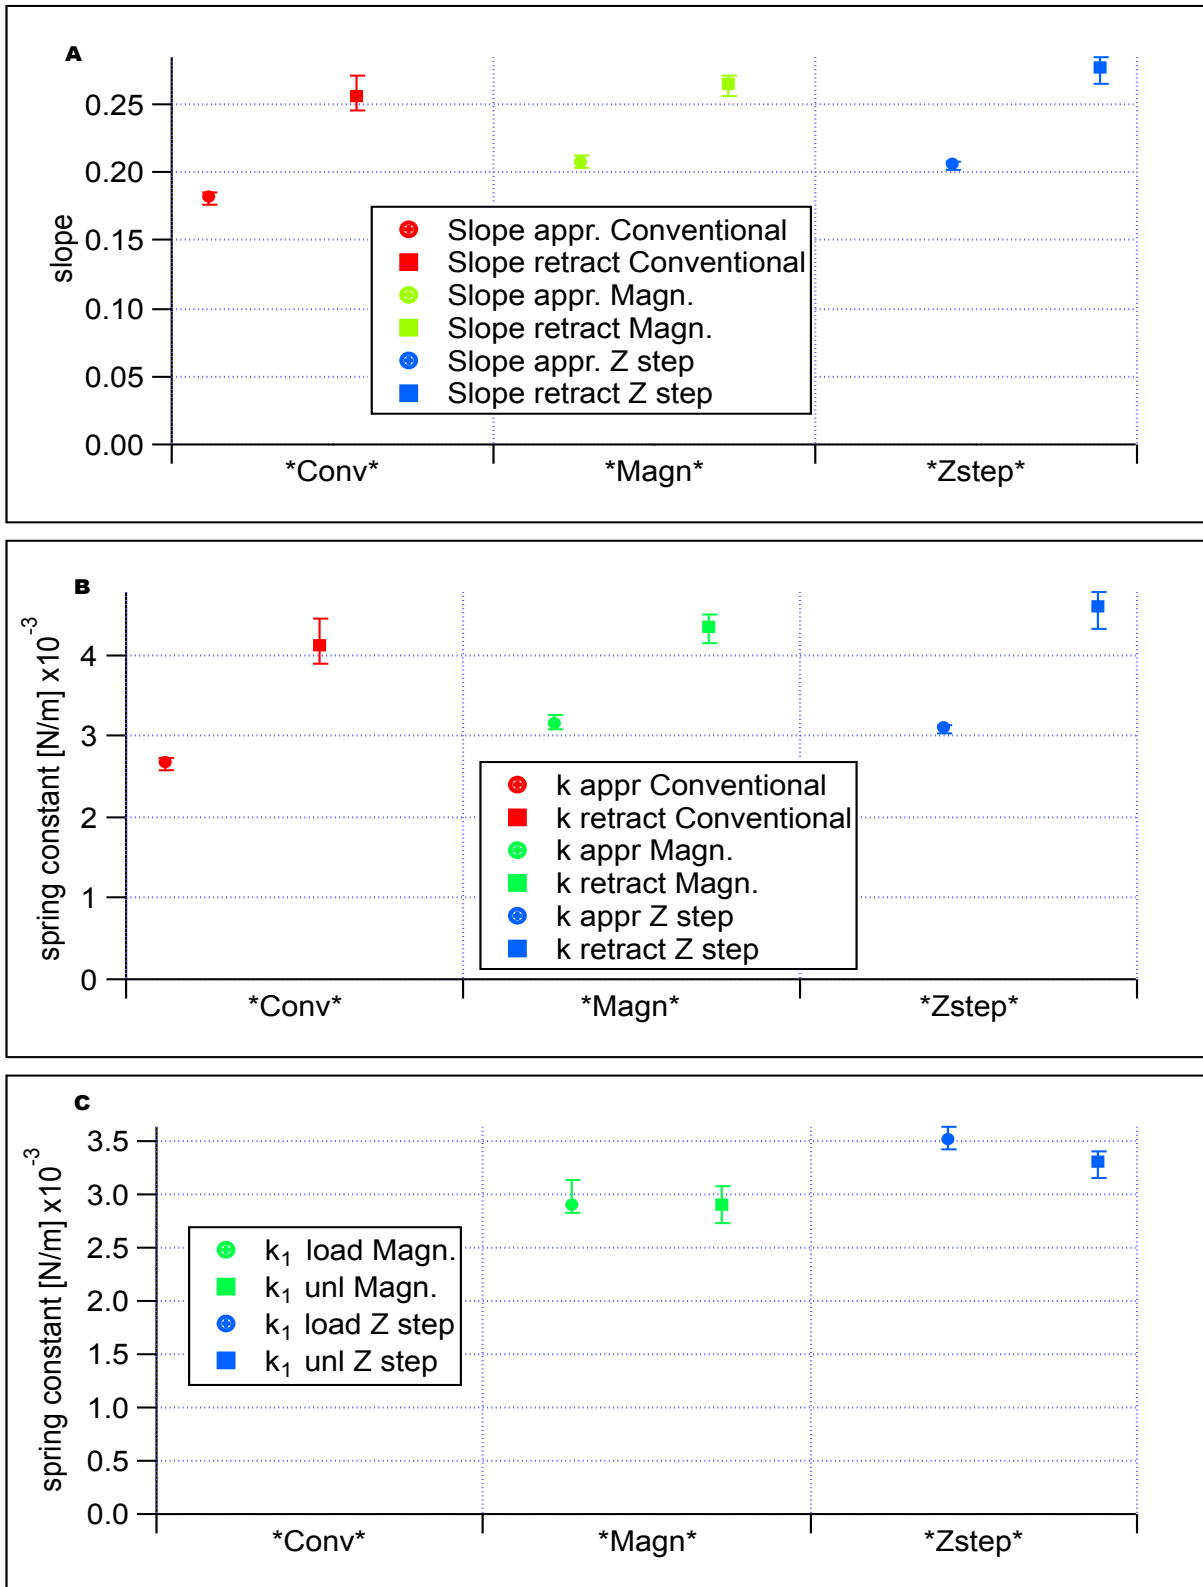 A
slope
0.25
0.20
0.15
0.10
0.05
0.00
Slope appr. Conventional
Slope retract Conventional
Slope appr. Magn.
Slope retract Magn.
Slope appr. Z step
Slope retract Z step
*Conv*
*Magn*
*Zstep*
B
spring constant [N/m] x10⁻³
4
3
2
1
0
k appr Conventional
k retract Conventional
k appr Magn.
k retract Magn.
k appr Z step
k retract Z step
*Conv*
*Magn*
*Zstep*
C
spring constant [N/m] x10⁻³
3.5
3.0
2.5
2.0
1.5
1.0
0.5
0.0
k₁ load Magn.
k₁ unl Magn.
k₁ load Z step
k₁ unl Z step
*Conv*
*Magn*
*Zstep*